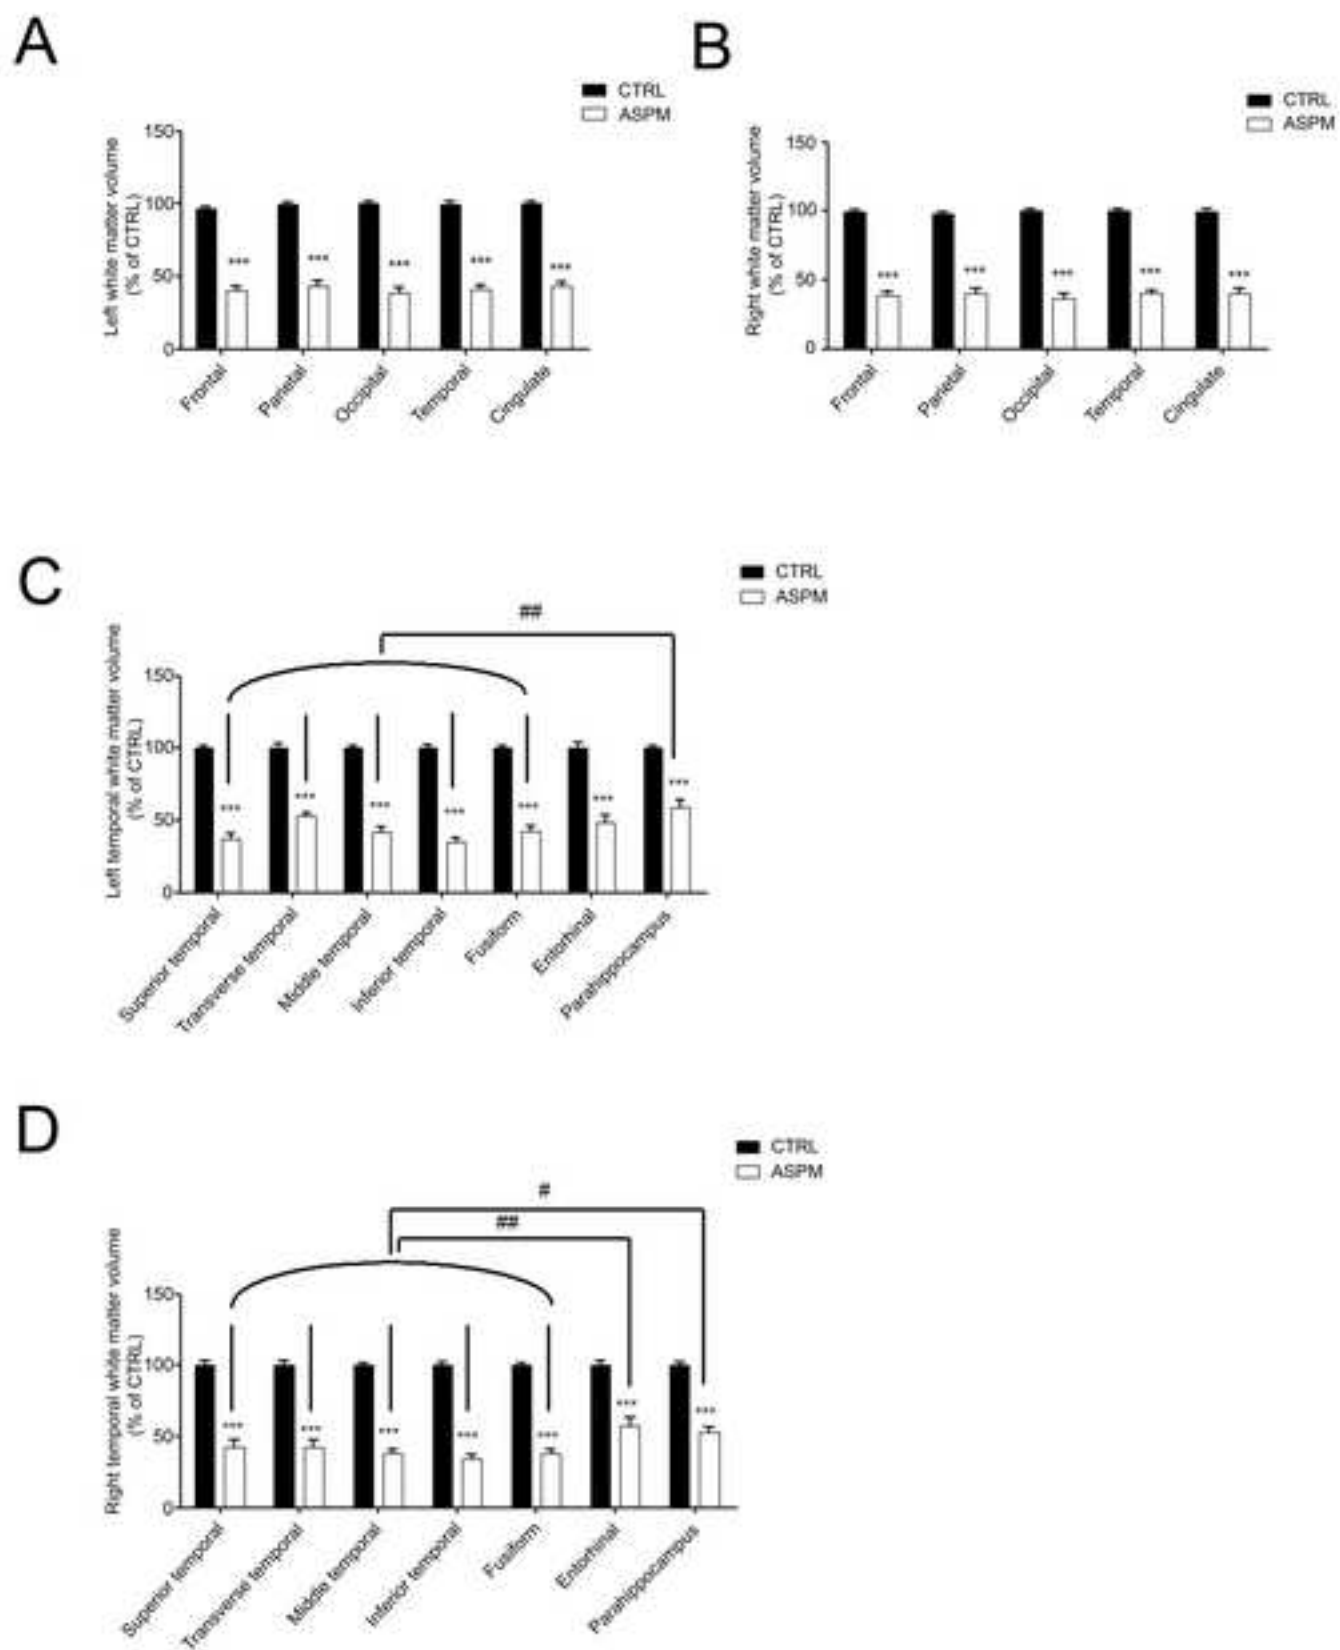 A
CTRL
ASPM
Left white matter volume
(% of CTRL)
150
100
50
0
***
***
***
***
***
Frontal
Parietal
Occipital
Temporal
Cingulate
B
CTRL
ASPM
Right white matter volume
(% of CTRL)
150
100
50
0
***
***
***
***
***
Frontal
Parietal
Occipital
Temporal
Cingulate
C
CTRL
ASPM
##
Left temporal white matter volume
(% of CTRL)
150
100
50
0
***
***
***
***
***
***
***
Superior temporal
Transverse temporal
Middle temporal
Inferior temporal
Fusiform
Entorhinal
Parahippocampus
D
CTRL
ASPM
#
##
Right temporal white matter volume
(% of CTRL)
150
100
50
0
***
***
***
***
***
***
***
Superior temporal
Transverse temporal
Middle temporal
Inferior temporal
Fusiform
Entorhinal
Parahippocampus